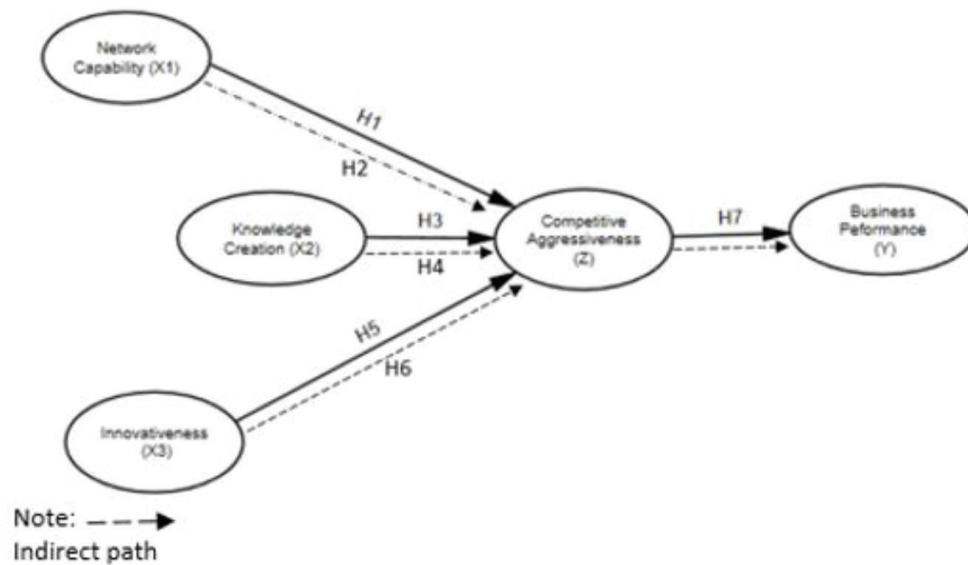 Network
Capability (X1)
H1
H2
Knowledge
Creation (X2)
H3
H4
Competitive
Aggressiveness
(Z)
H7
Business
Peformance
(Y)
H5
H6
Innovativeness
(X3)
Note:
Indirect path